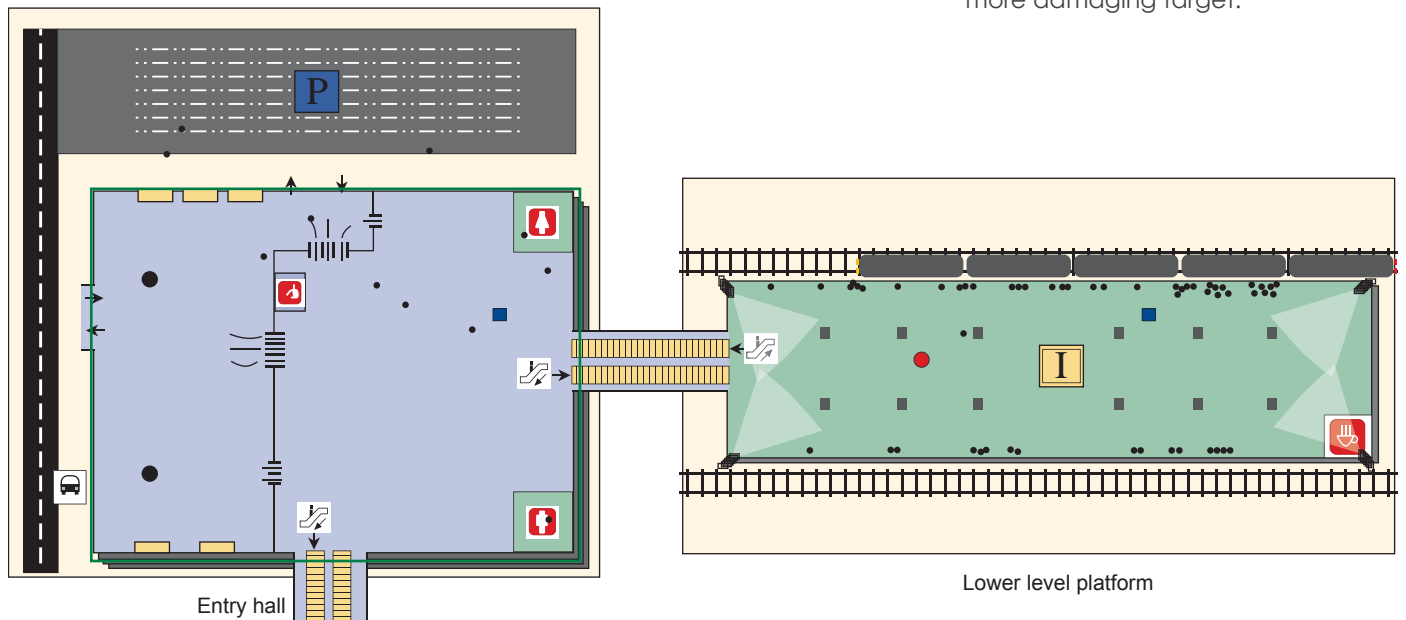 more damaging target.
P
I
Entry hall
Lower level platform